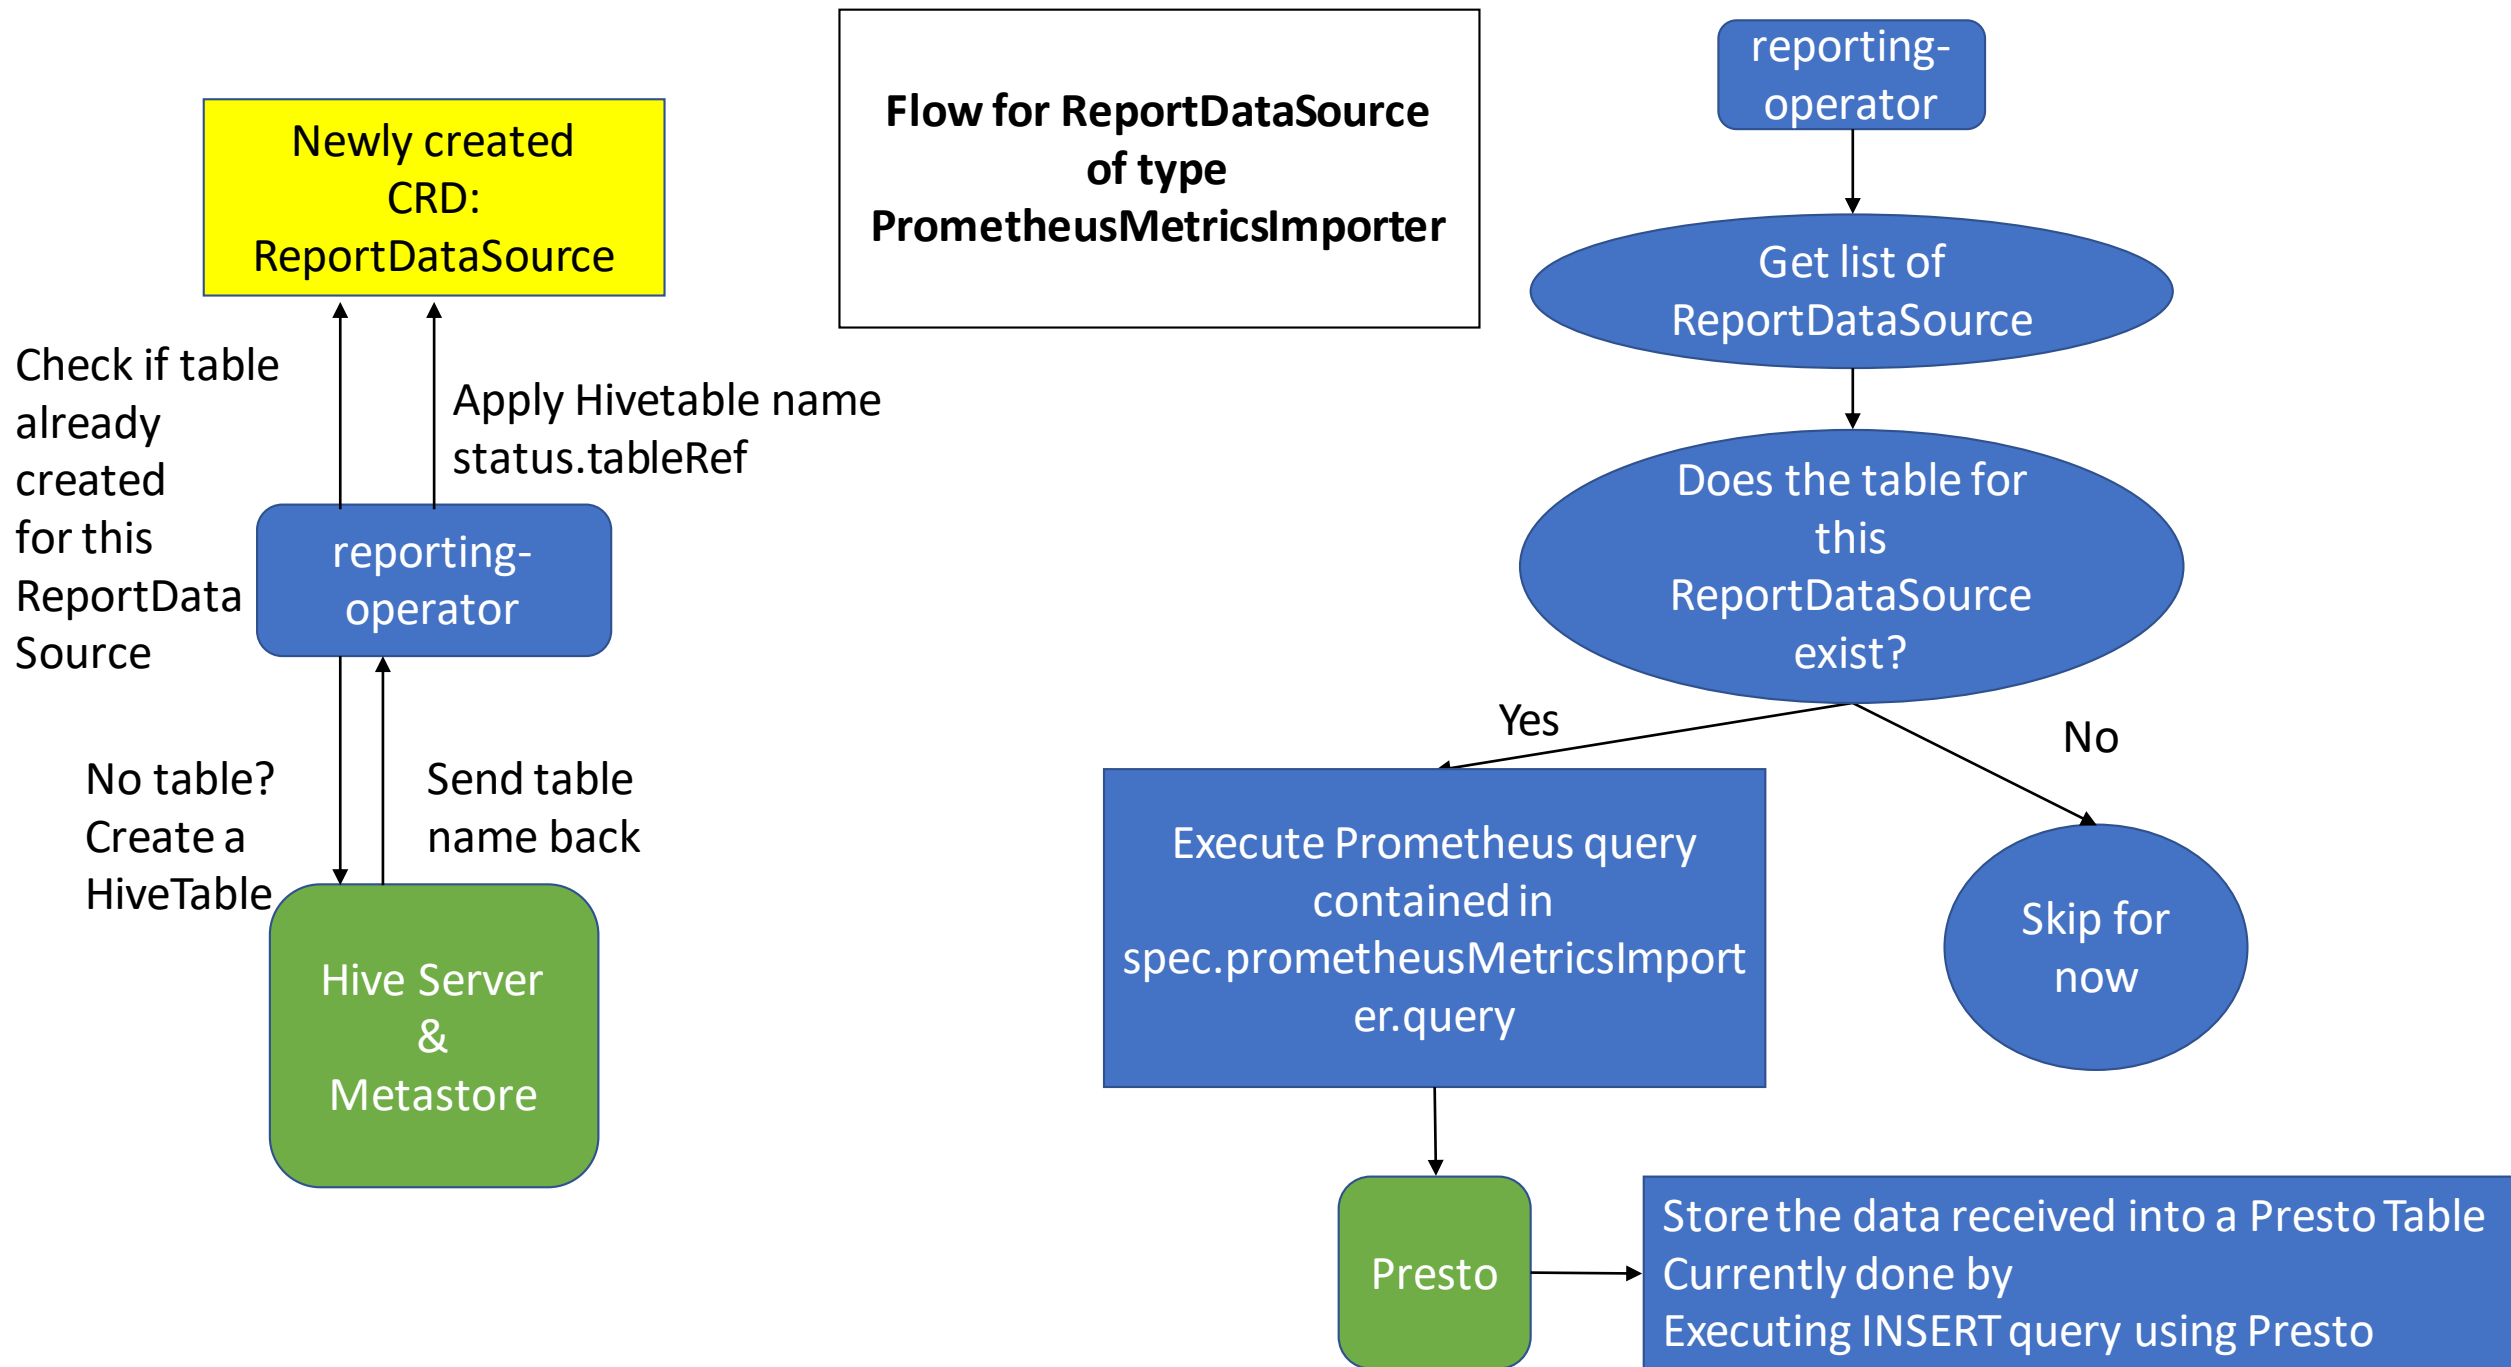 Newly created
CRD:
ReportDataSource
Check if table
already
created
for this
ReportData
Source
Apply Hivetable name
status.tableRef
reporting-
operator
No table?
Create a
HiveTable
Send table
name back
Hive Server
&
Metastore
Flow for ReportDataSource
of type
PrometheusMetricsImporter
reporting-
operator
Get list of
ReportDataSource
Does the table for
this
ReportDataSource
exist?
Yes
No
Execute Prometheus query
contained in
spec.prometheusMetricsImport
er.query
Skip for
now
Presto
Store the data received into a Presto Table
Currently done by
Executing INSERT query using Presto